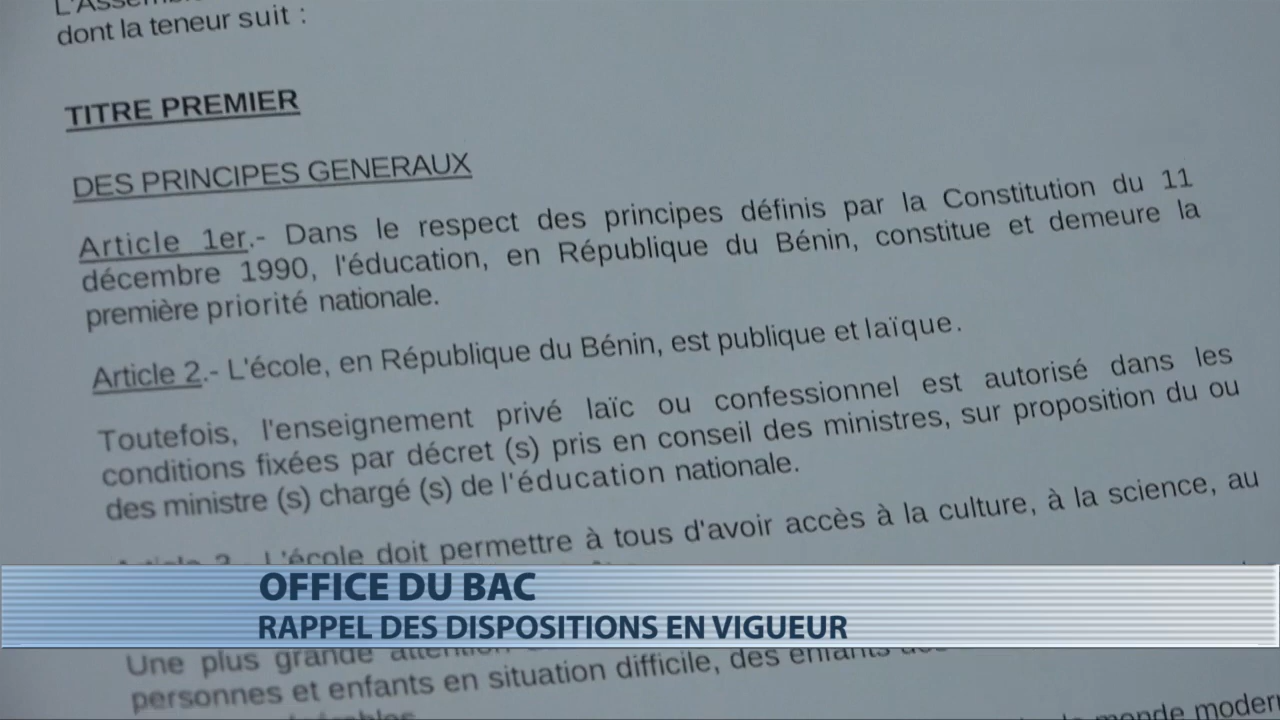 dont la teneur suit :
TITRE PREMIER
DES PRINCIPES GENERAUX
Article 1er.- Dans le respect des principes définis par la Constitution du 11
décembre 1990, l'éducation, en République du Bénin, constitue et demeure la
première priorité nationale.
Article 2.- L'école, en République du Bénin, est publique et laïque.
Toutefois, l'enseignement privé laïc ou confessionnel est autorisé dans les
conditions fixées par décret (s) pris en conseil des ministres, sur proposition du ou
des ministre (s) chargé (s) de l'éducation nationale.
L'école doit permettre à tous d'avoir accès à la culture, à la science, au
OFFICE DU BAC
RAPPEL DES DISPOSITIONS EN VIGUEUR
Une plus grande attention
personnes et enfants en situation difficile, des enfants
monde